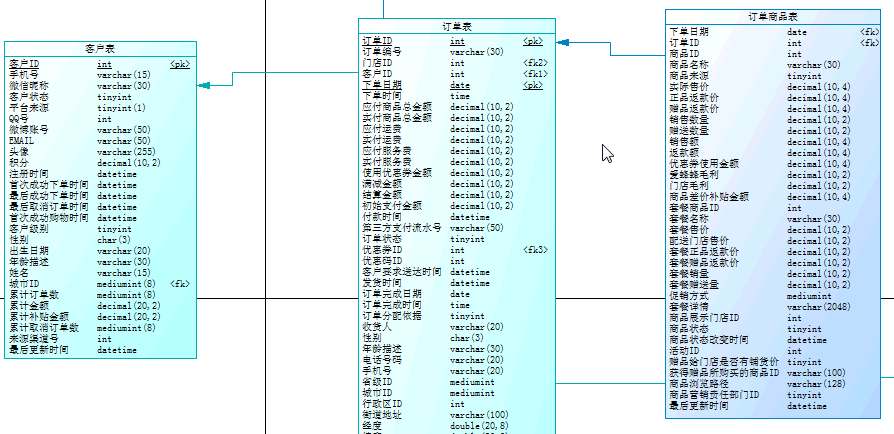 客户表
客户ID int <pk>
手机号 varchar(15)
微信昵称 varchar(30)
客户状态 tinyint
平台来源 tinyint(1)
QQ号 int
微博账号 varchar(50)
EMAIL varchar(50)
头像 varchar(255)
积分 decimal(10,2)
注册时间 datetime
首次成功下单时间 datetime
最后成功下单时间 datetime
最后取消订单时间 datetime
首次成功购物时间 datetime
客户级别 tinyint
性别 char(3)
出生日期 varchar(20)
年龄描述 varchar(30)
姓名 varchar(15)
城市ID mediumint(8) <fk>
累计订单数 mediumint(8)
累计金额 decimal(20,2)
累计补贴金额 decimal(20,2)
累计取消订单数 mediumint(8)
来源渠道号 int
最后更新时间 datetime
订单表
订单ID int <pk>
订单编号 varchar(30)
门店ID int <fk2>
客户ID int <fk1>
下单日期 date <pk>
下单时间 time
应付商品总金额 decimal(10,2)
实付商品总金额 decimal(10,2)
应付运费 decimal(10,2)
实付运费 decimal(10,2)
应付服务费 decimal(10,2)
实付服务费 decimal(10,2)
使用优惠券金额 decimal(10,2)
满减金额 decimal(10,2)
结算金额 decimal(10,2)
初始支付金额 decimal(10,2)
付款时间 datetime
第三方支付流水号 varchar(50)
订单状态 tinyint
优惠券ID int <fk3>
优惠码ID int
客户要求送达时间 datetime
发货时间 datetime
订单完成日期 date
订单完成时间 time
订单分配依据 tinyint
收货人 varchar(20)
性别 char(3)
年龄描述 varchar(30)
电话号码 varchar(20)
手机号 varchar(20)
省级ID mediumint
城市ID mediumint
行政区ID int
街道地址 varchar(100)
经度 double(20,8)
订单商品表
下单日期 date <fk>
订单ID int <fk>
商品ID int
商品名称 varchar(30)
商品来源 tinyint
实际售价 decimal(10,4)
正品返款价 decimal(10,4)
赠品返款价 decimal(10,4)
销售数量 decimal(10,2)
赠送数量 decimal(10,2)
销售额 decimal(10,4)
返款额 decimal(10,4)
优惠券使用金额 decimal(10,4)
爱蜂蜂毛利 decimal(10,2)
门店毛利 decimal(10,2)
商品差价补贴金额 decimal(10,4)
套餐商品ID int
套餐名称 varchar(30)
套餐售价 decimal(10,2)
配送门店售价 decimal(10,2)
套餐正品返款价 decimal(10,2)
套餐赠品返款价 decimal(10,2)
套餐销量 decimal(10,2)
套餐赠送量 decimal(10,2)
促销方式 mediumint
套餐详情 varchar(2048)
商品展示门店ID int
商品状态 tinyint
商品状态改变时间 datetime
活动ID int
赠品给门店是否有铺货价 tinyint
获得赠品所购买的商品ID varchar(100)
商品浏览路径 varchar(128)
商品营销责任部门ID tinyint
最后更新时间 datetime